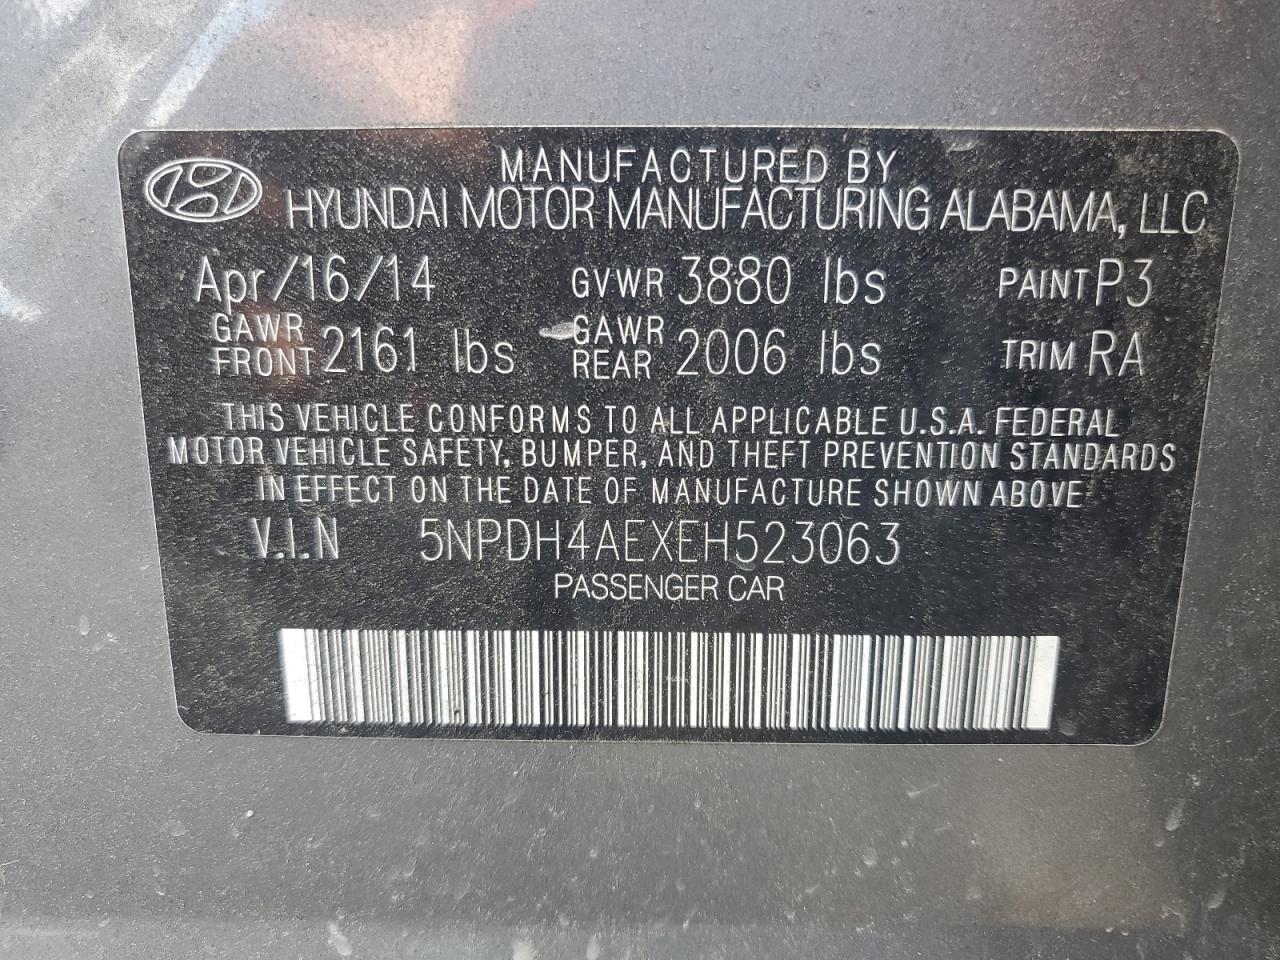 MANUFACTURED BY
HYUNDAI MOTOR MANUFACTURING ALABAMA, LLC
Apr/16/14 GVWR 3880 lbs PAINT P3
GAWR FRONT 2161 lbs GAWR REAR 2006 lbs TRIM RA
THIS VEHICLE CONFORMS TO ALL APPLICABLE U.S.A. FEDERAL
MOTOR VEHICLE SAFETY, BUMPER, AND THEFT PREVENTION STANDARDS
IN EFFECT ON THE DATE OF MANUFACTURE SHOWN ABOVE
V.I.N 5NPDH4AEXEH523063
PASSENGER CAR